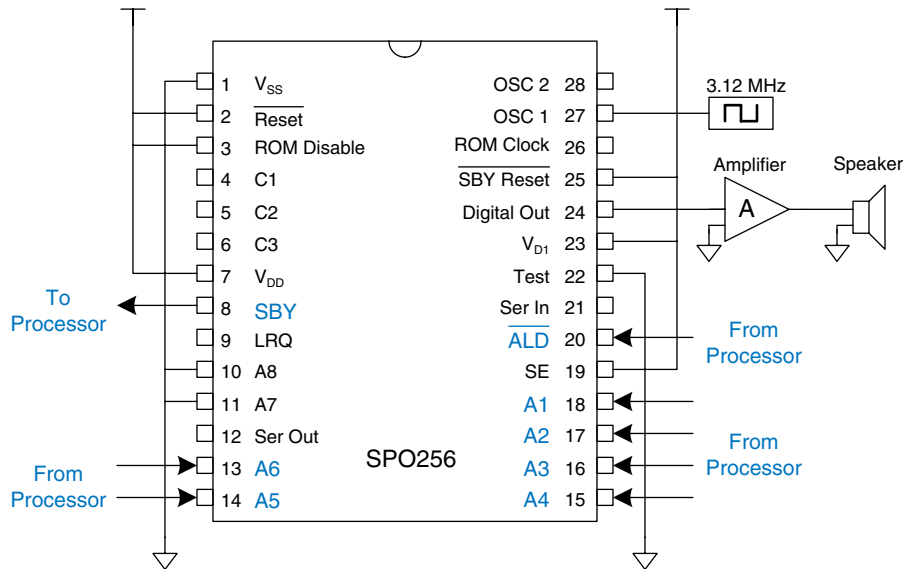 1 VSS
2 Reset
3 ROM Disable
4 C1
5 C2
6 C3
7 VDD
8 SBY
9 LRQ
10 A8
11 A7
12 Ser Out
13 A6
14 A5
To
Processor
From
Processor
SPO256
OSC 2 28
OSC 1 27
ROM Clock 26
SBY Reset 25
Digital Out 24
VD1 23
Test 22
Ser In 21
ALD 20
SE 19
A1 18
A2 17
A3 16
A4 15
3.12 MHz
Amplifier
A
Speaker
From
Processor
From
Processor